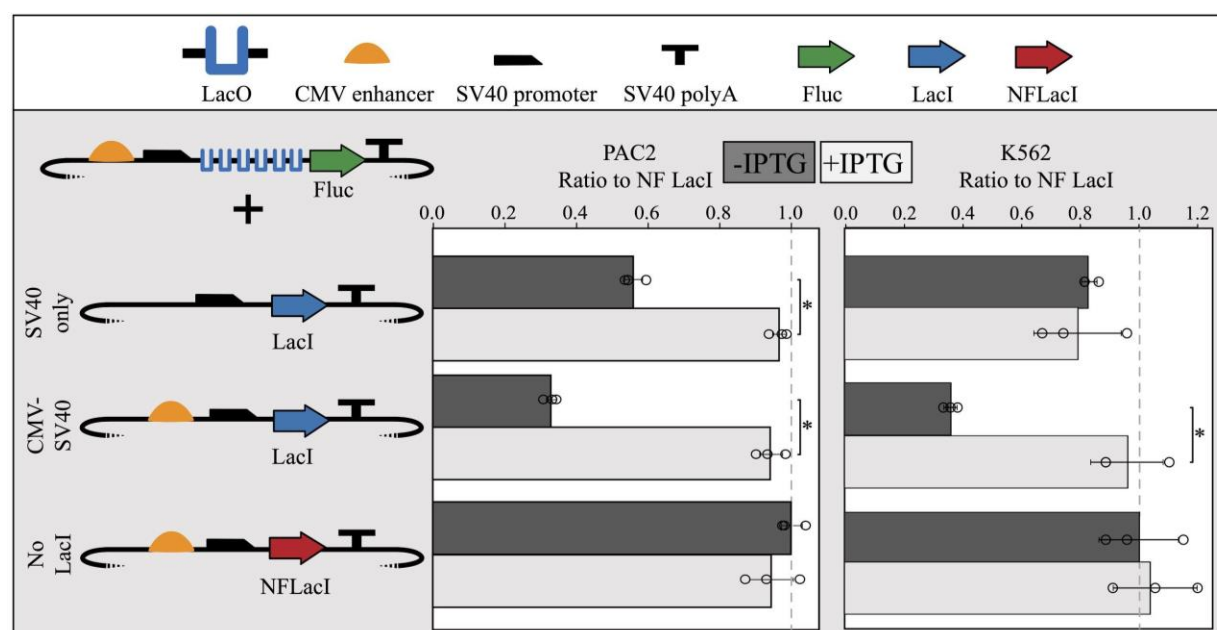 LacO CMV enhancer SV40 promoter SV40 polyA Fluc LacI NFLacI
PAC2
Ratio to NF LacI
-IPTG +IPTG
K562
Ratio to NF LacI
Fluc
+
0.0 0.2 0.4 0.6 0.8 1.0
0.0 0.2 0.4 0.6 0.8 1.0 1.2
SV40
only
LacI
*
CMV-
SV40
LacI
*
*
No
LacI
NFLacI